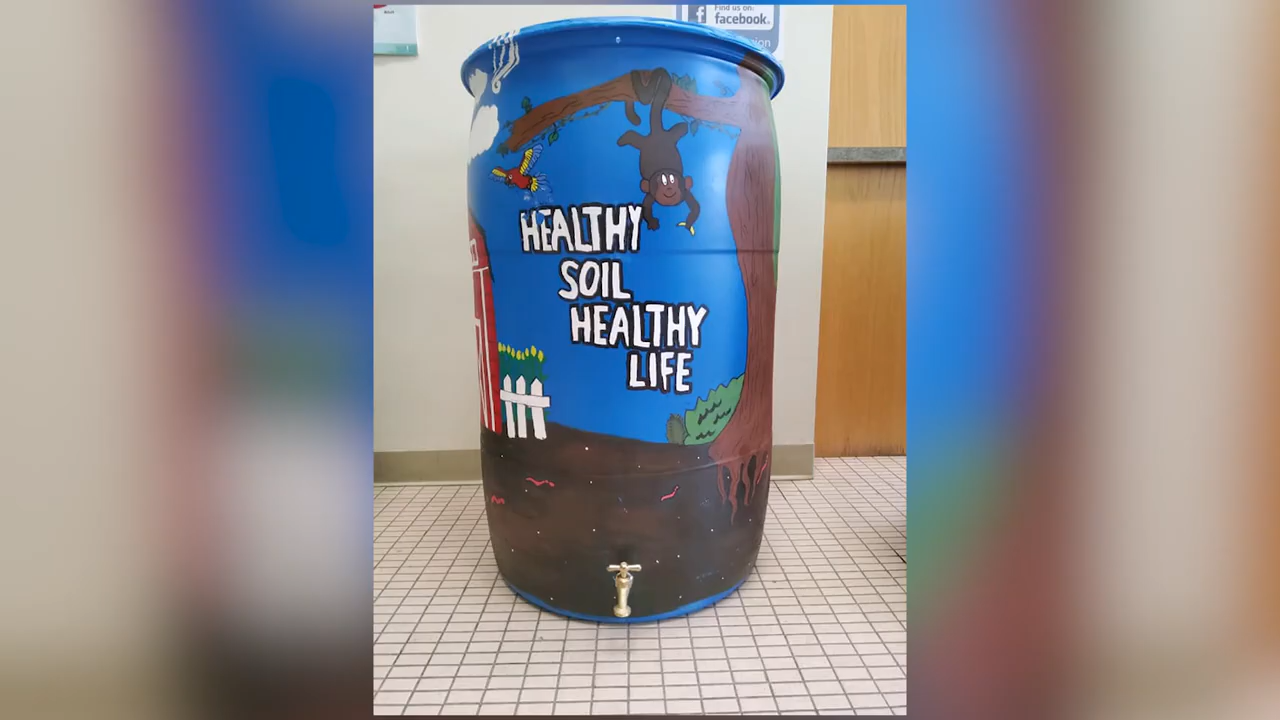 Find us on:
facebook.
HEALTHY
SOIL
HEALTHY
LIFE